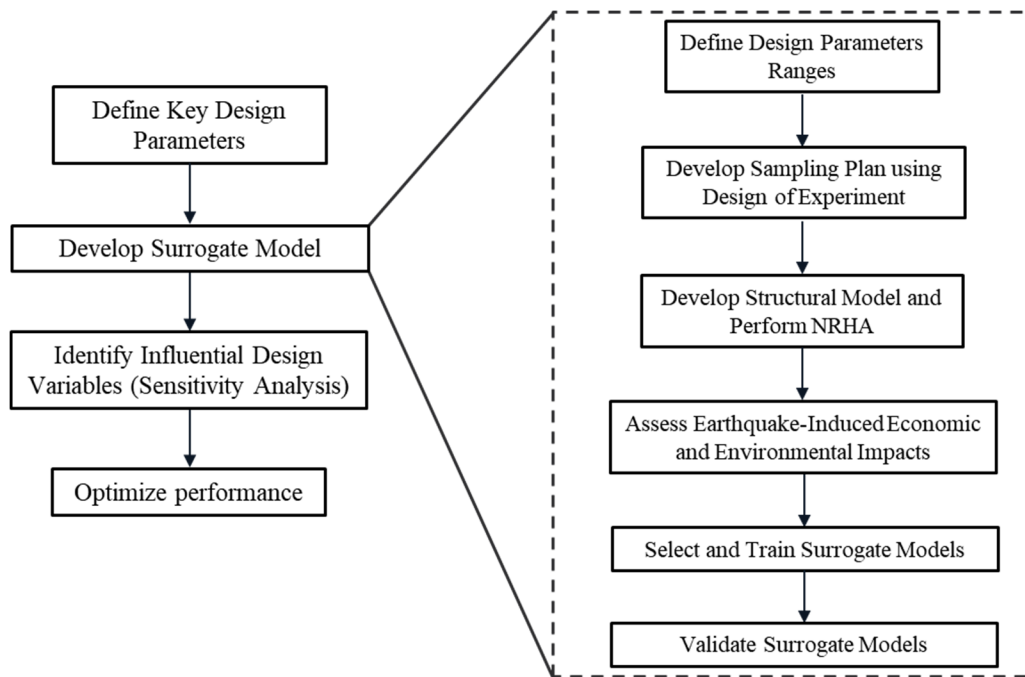 Define Key Design
Parameters
Develop Surrogate Model
Identify Influential Design
Variables (Sensitivity Analysis)
Optimize performance
Define Design Parameters
Ranges
Develop Sampling Plan using
Design of Experiment
Develop Structural Model and
Perform NRHA
Assess Earthquake-Induced Economic
and Environmental Impacts
Select and Train Surrogate Models
Validate Surrogate Models